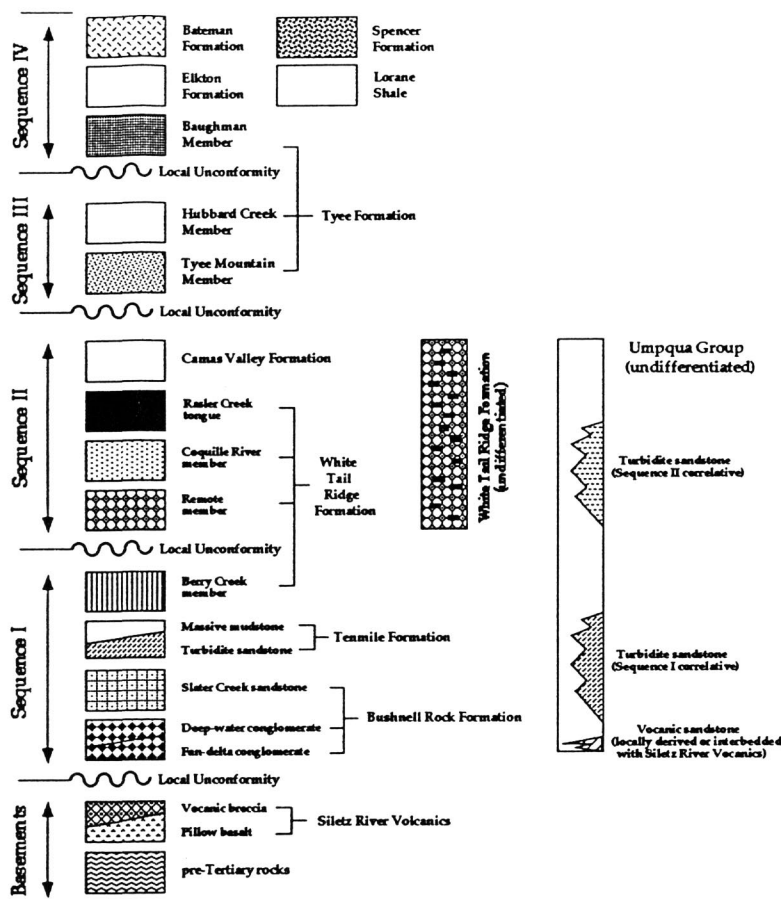 Sequence IV
Bateman
Formation
Spencer
Formation
Elkton
Formation
Lorane
Shale
Baughman
Member
Local Unconformity
Tyee Formation
Sequence III
Hubbard Creek
Member
Tyee Mountain
Member
Local Unconformity
Sequence II
Camas Valley Formation
Rasler Creek
tongue
Coquille River
member
Remote
member
White
Tail
Ridge
Formation
White Tail Ridge Formation
(undifferentiated)
Local Unconformity
Sequence I
Berry Creek
member
Massive mudstone
Turbidite sandstone
Tenmile Formation
Slater Creek sandstone
Deep-water conglomerate
Fan-delta conglomerate
Bushnell Rock Formation
Local Unconformity
Basements
Vocanic breccia
Pillow basalt
Siletz River Volcanics
pre-Tertiary rocks
Umpqua Group
(undifferentiated)
Turbidite sandstone
(Sequence II correlative)
Turbidite sandstone
(Sequence I correlative)
Vocanic sandstone
(locally derived or interbedded
with Siletz River Vocanics)